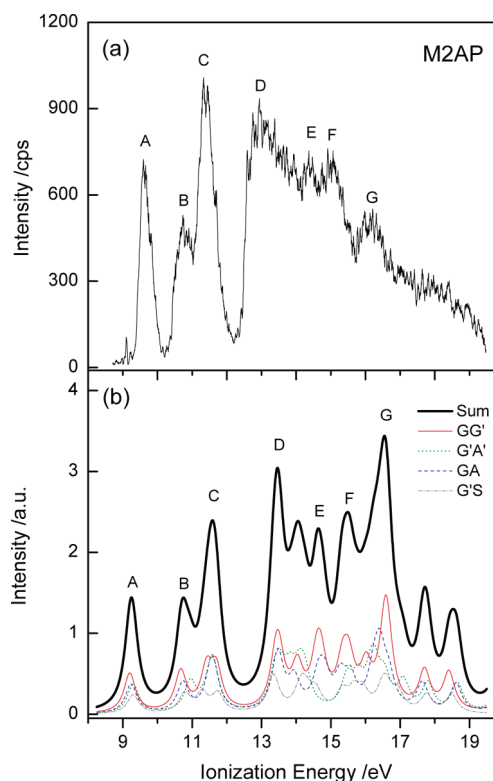 1200
(a)
M2AP
C
D
900
A
E
F
B
600
G
300
0
Intensity /cps
4
(b)
G
Sum
GG'
G'A'
GA
G'S
D
3
C
F
E
2
A
B
1
0
Intensity /a.u.
9 11 13 15 17 19
Ionization Energy /eV